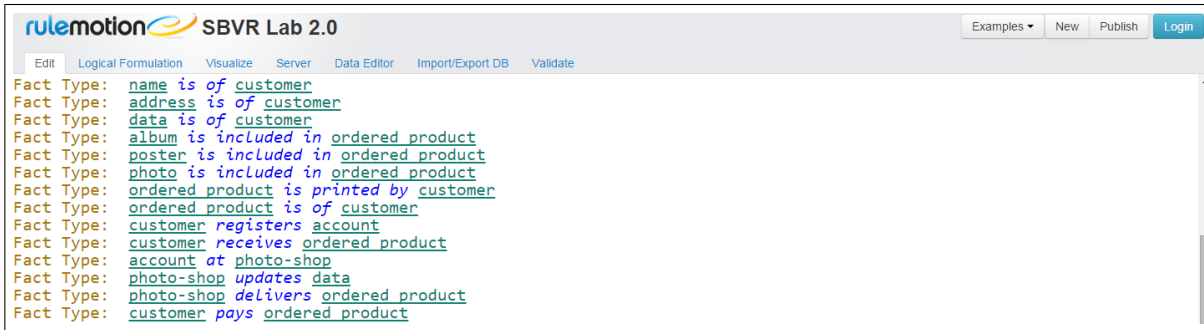 rulemotion SBVR Lab 2.0 Examples New Publish Login
Edit Logical Formulation Visualize Server Data Editor Import/Export DB Validate
Fact Type: name is of customer
Fact Type: address is of customer
Fact Type: data is of customer
Fact Type: album is included in ordered product
Fact Type: poster is included in ordered product
Fact Type: photo is included in ordered product
Fact Type: ordered product is printed by customer
Fact Type: ordered product is of customer
Fact Type: customer registers account
Fact Type: customer receives ordered product
Fact Type: account at photo-shop
Fact Type: photo-shop updates data
Fact Type: photo-shop delivers ordered product
Fact Type: customer pays ordered product